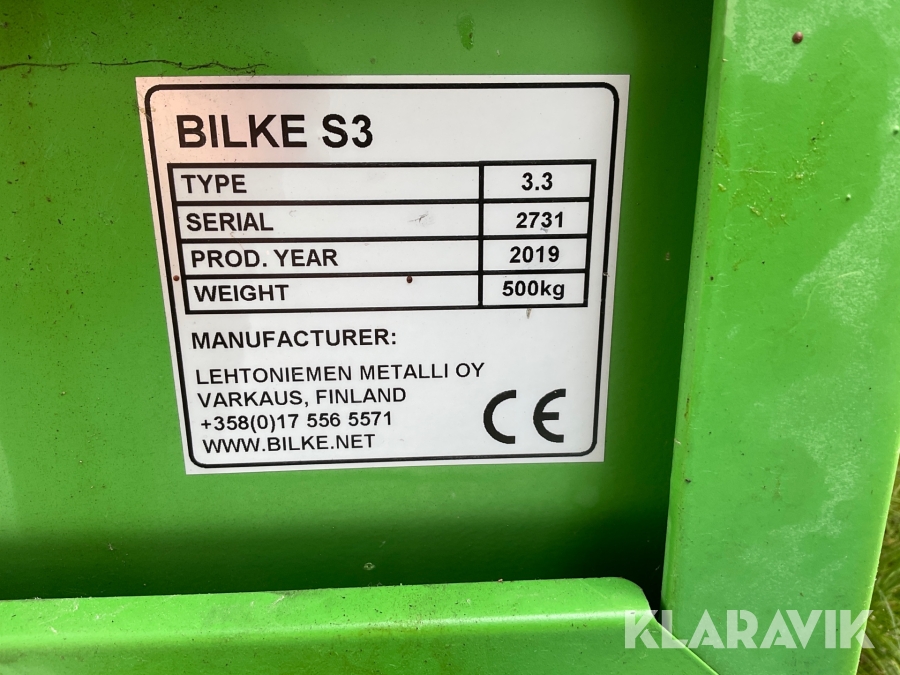 BILKE S3
TYPE 3.3
SERIAL 2731
PROD. YEAR 2019
WEIGHT 500kg
MANUFACTURER:
LEHTONIEMEN METALLI OY
VARKAUS, FINLAND
+358(0)17 556 5571
WWW.BILKE.NET
CE
KLARAVIK